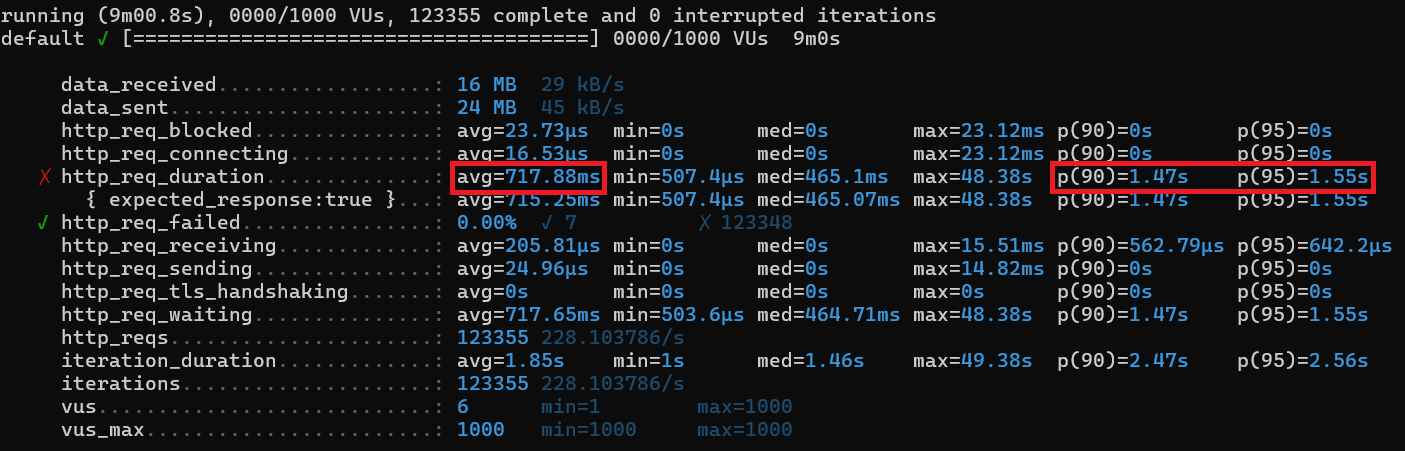 running (9m00.8s), 0000/1000 VUs, 123355 complete and 0 interrupted iterations
default ✓ [======================================] 0000/1000 VUs  9m0s
data_received..................: 16 MB  29 kB/s
data_sent......................: 24 MB  45 kB/s
http_req_blocked...............: avg=23.73µs  min=0s      med=0s       max=23.12ms p(90)=0s       p(95)=0s
http_req_connecting............: avg=16.53µs  min=0s      med=0s       max=23.12ms p(90)=0s       p(95)=0s
✗ http_req_duration..............: avg=717.88ms min=507.4µs med=465.1ms  max=48.38s  p(90)=1.47s    p(95)=1.55s
{ expected_response:true }...: avg=715.25ms min=507.4µs med=465.07ms max=48.38s  p(90)=1.47s    p(95)=1.55s
✓ http_req_failed................: 0.00%  ✓ 7       ✗ 123348
http_req_receiving.............: avg=205.81µs min=0s      med=0s       max=15.51ms p(90)=562.79µs p(95)=642.2µs
http_req_sending...............: avg=24.96µs  min=0s      med=0s       max=14.82ms p(90)=0s       p(95)=0s
http_req_tls_handshaking.......: avg=0s       min=0s      med=0s       max=0s      p(90)=0s       p(95)=0s
http_req_waiting...............: avg=717.65ms min=503.6µs med=464.71ms max=48.38s  p(90)=1.47s    p(95)=1.55s
http_reqs......................: 123355 228.103786/s
iteration_duration.............: avg=1.85s    min=1s      med=1.46s    max=49.38s  p(90)=2.47s    p(95)=2.56s
iterations.....................: 123355 228.103786/s
vus............................: 6      min=1        max=1000
vus_max........................: 1000   min=1000     max=1000